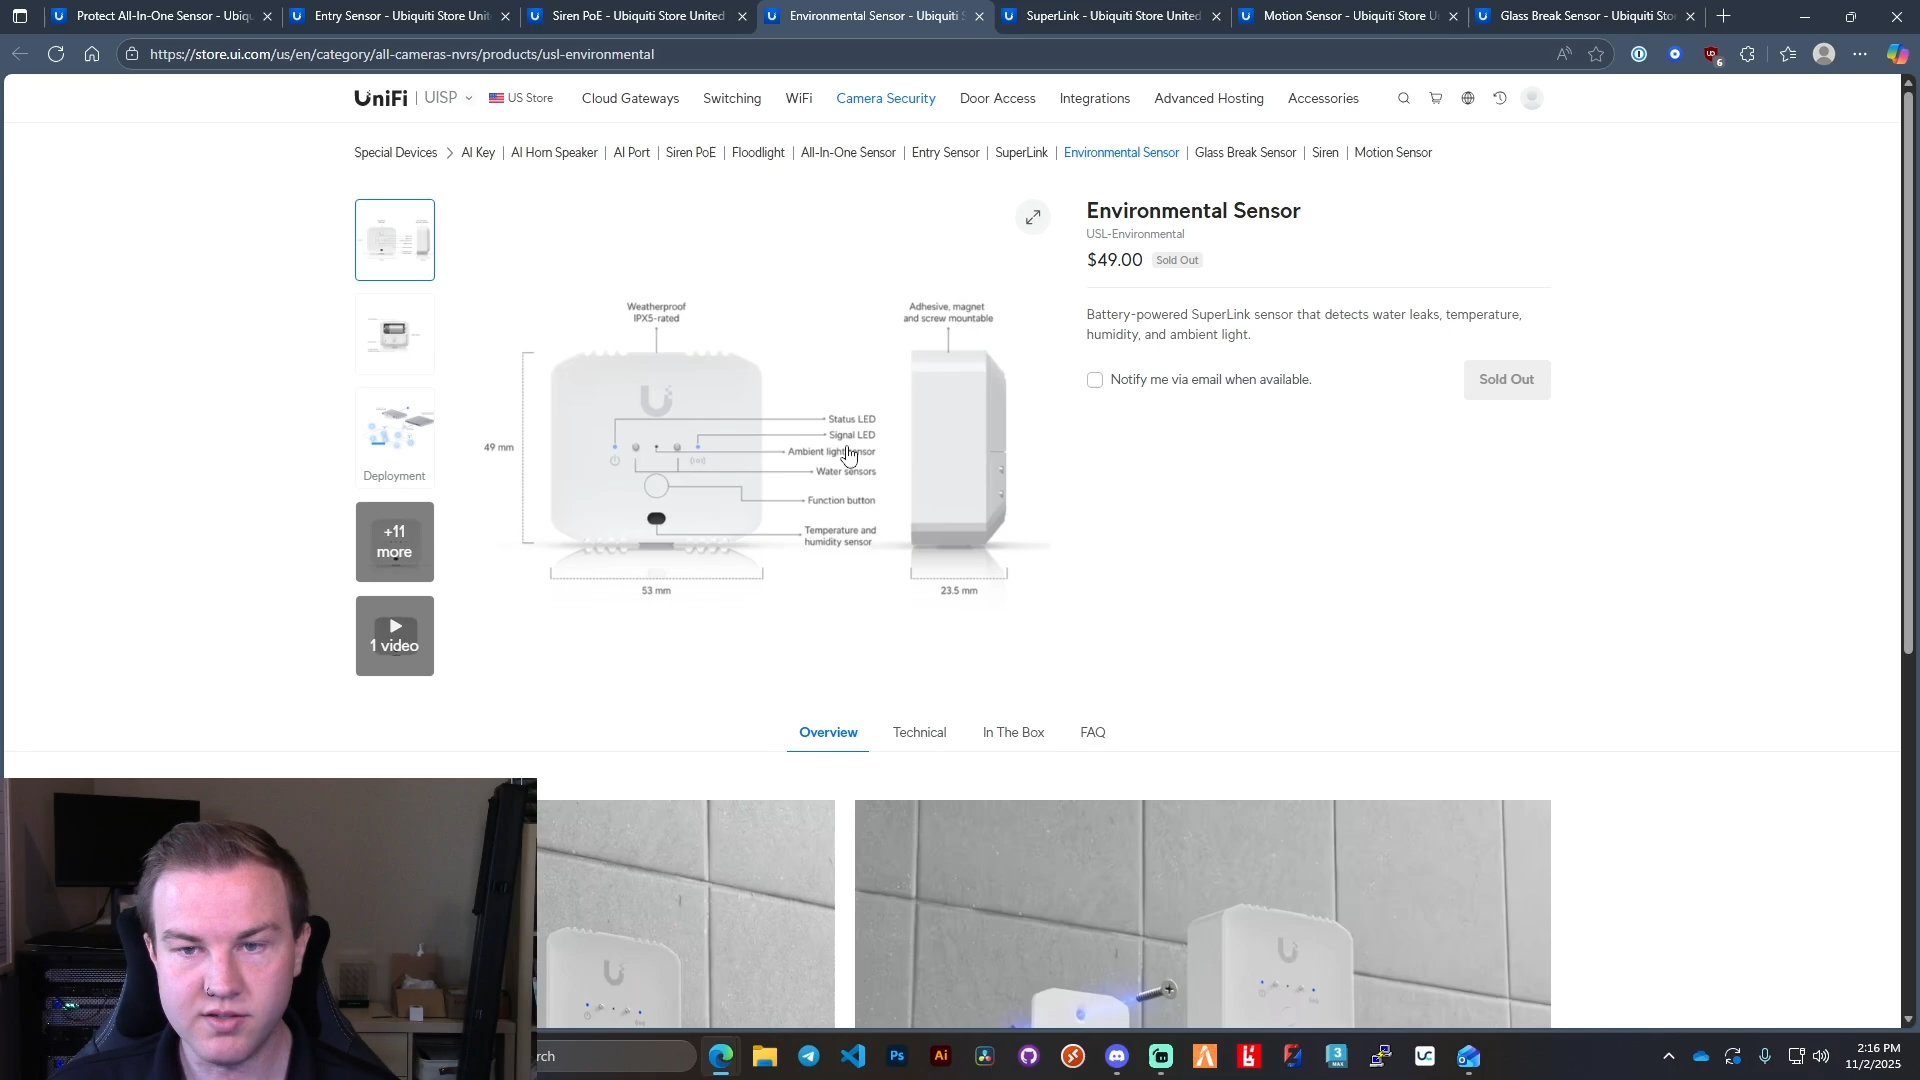 Protect All-In-One Sensor - Ubiqu
Entry Sensor - Ubiquiti Store Unit
Siren PoE - Ubiquiti Store United
Environmental Sensor - Ubiquiti S
SuperLink - Ubiquiti Store United
Motion Sensor - Ubiquiti Store U
Glass Break Sensor - Ubiquiti Sto
https://store.ui.com/us/en/category/all-cameras-nvrs/products/usl-environmental
6
UniFi | UISP
US Store
Cloud Gateways
Switching
WiFi
Camera Security
Door Access
Integrations
Advanced Hosting
Accessories
Special Devices > AI Key | AI Horn Speaker | AI Port | Siren PoE | Floodlight | All-In-One Sensor | Entry Sensor | SuperLink | Environmental Sensor | Glass Break Sensor | Siren | Motion Sensor
Deployment
+11
more
1 video
Weatherproof
IPX5-rated
Adhesive, magnet
and screw mountable
49 mm
Status LED
Signal LED
Ambient light sensor
Water sensors
Function button
Temperature and
humidity sensor
53 mm
23.5 mm
Environmental Sensor
USL-Environmental
$49.00 Sold Out
Battery-powered SuperLink sensor that detects water leaks, temperature,
humidity, and ambient light.
Notify me via email when available.
Sold Out
Overview
Technical
In The Box
FAQ
rch
Ps
Ai
3
MAX
2:16 PM
11/2/2025